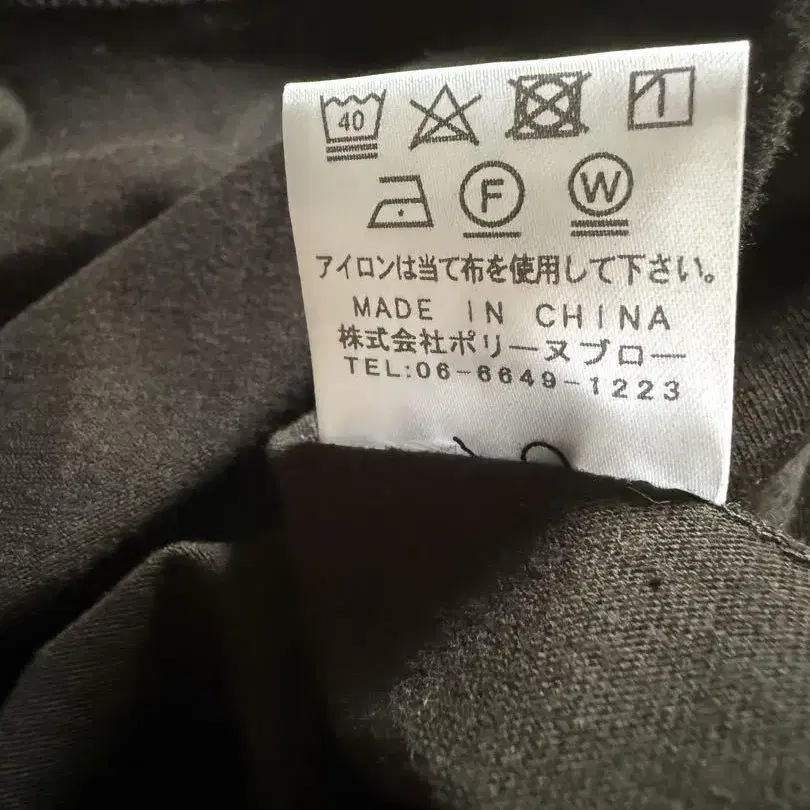 40
F W
アイロンは当て布を使用して下さい。
MADE IN CHINA
株式会社ポリーヌブロー
TEL:06-6649-1223